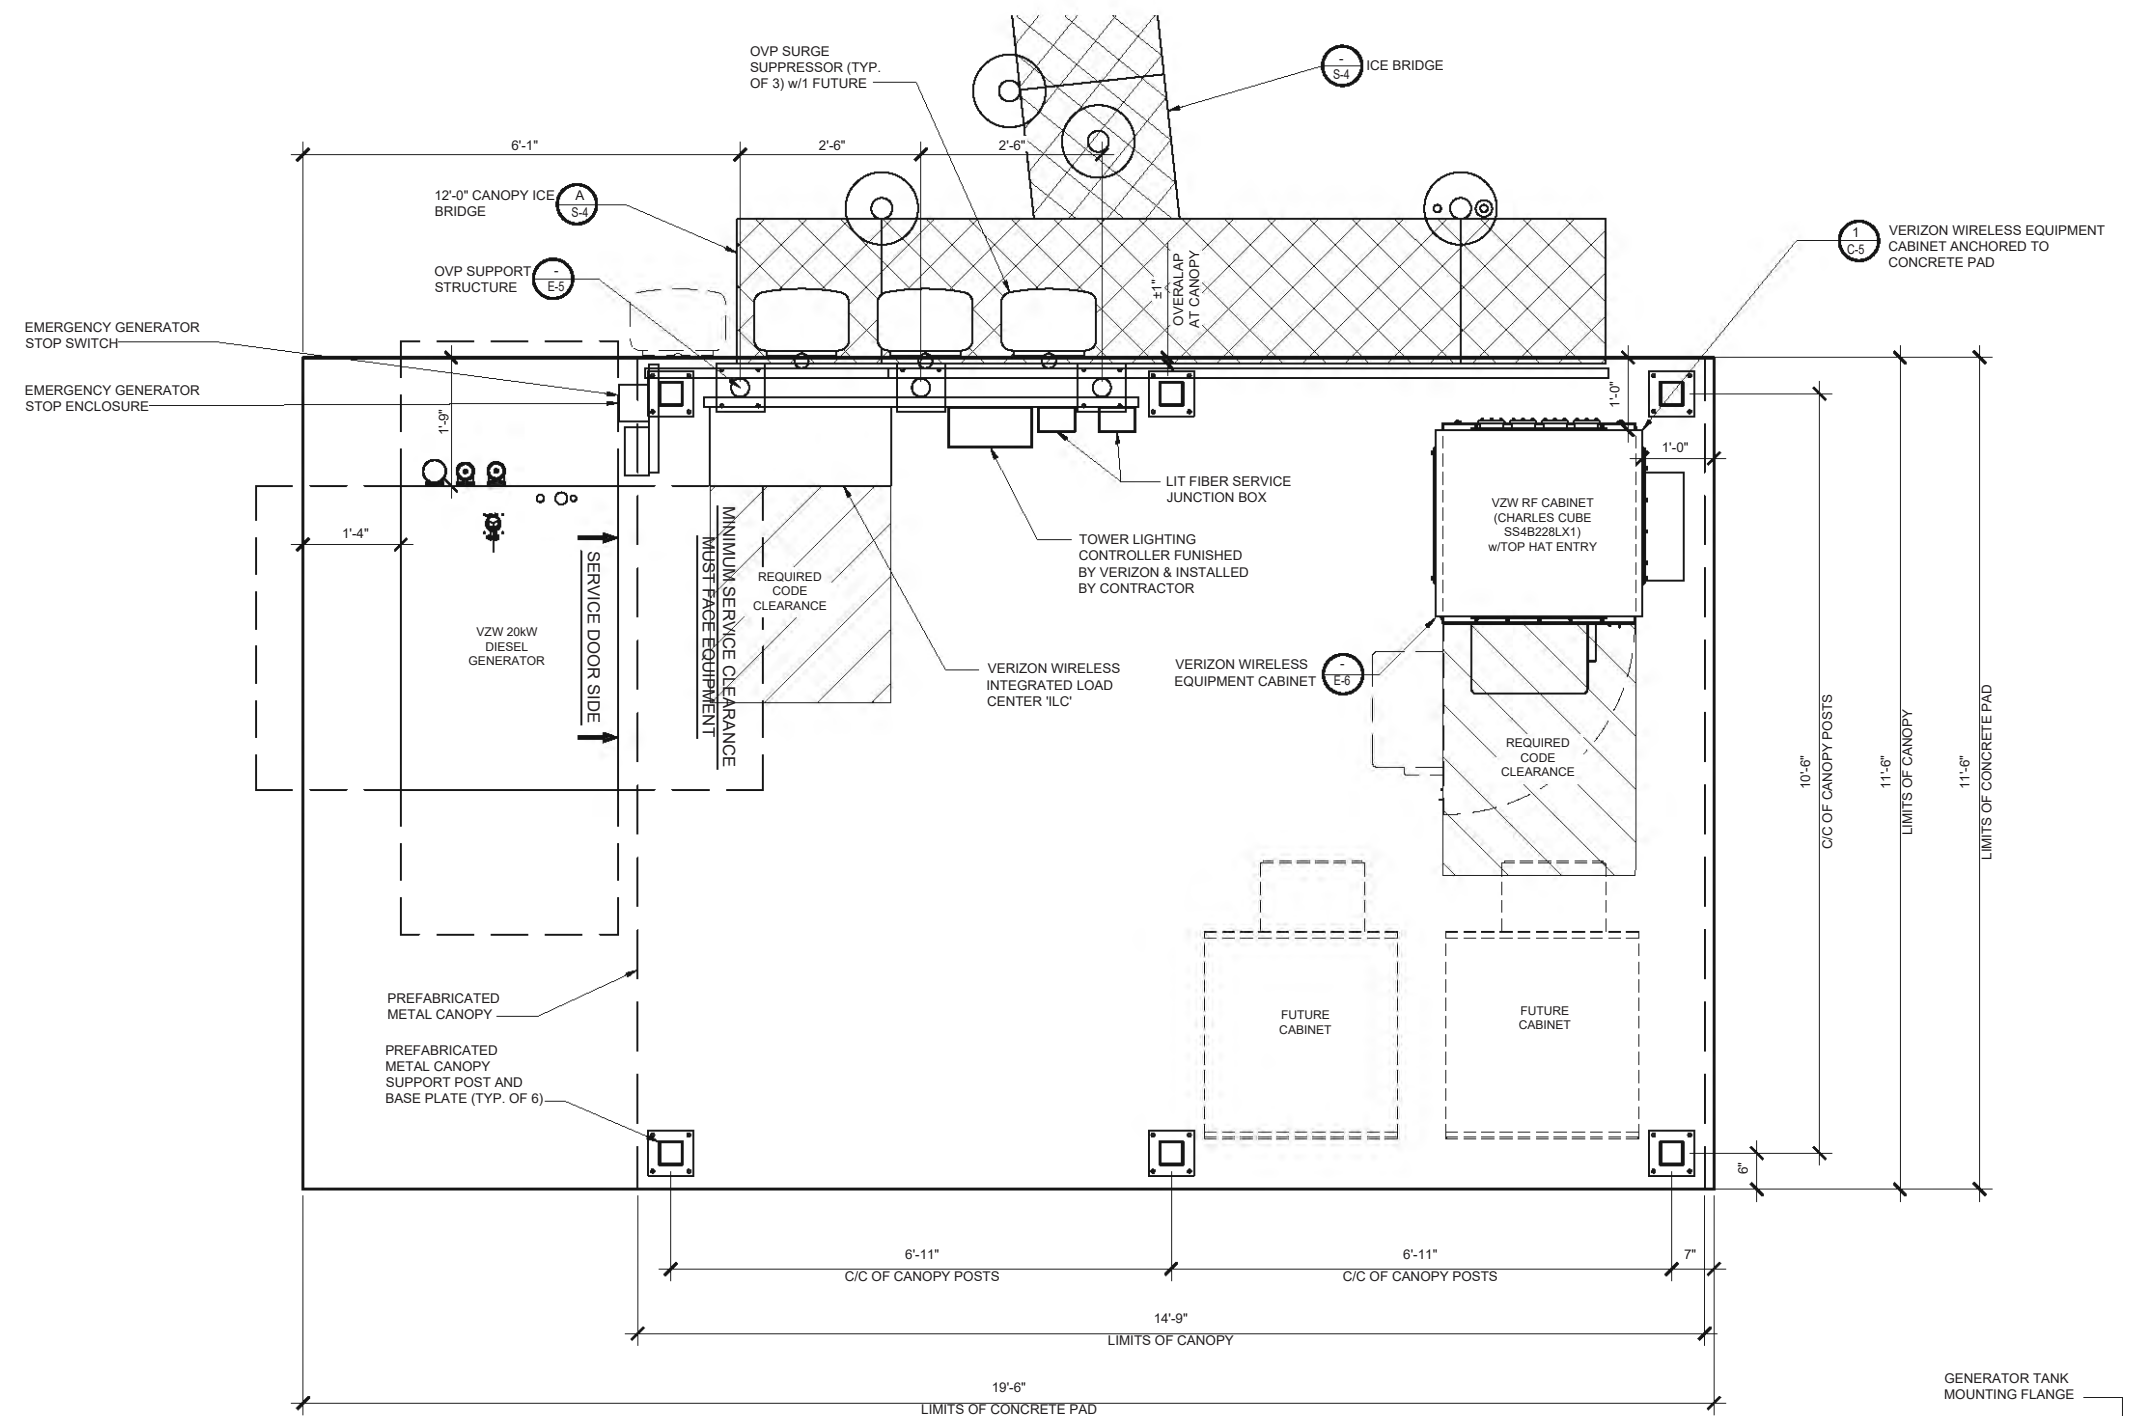 OVP SURGE
SUPPRESSOR (TYP.
OF 3) w/1 FUTURE
-
S-4
ICE BRIDGE
6'-1"
2'-6"
2'-6"
12'-0" CANOPY ICE
BRIDGE
A
S-4
OVP SUPPORT
STRUCTURE
-
E-5
±1"
OVERALAP
AT CANOPY
1
C-5
VERIZON WIRELESS EQUIPMENT
CABINET ANCHORED TO
CONCRETE PAD
EMERGENCY GENERATOR
STOP SWITCH
EMERGENCY GENERATOR
STOP ENCLOSURE
1'-9"
1'-0"
1'-0"
1'-4"
LIT FIBER SERVICE
JUNCTION BOX
TOWER LIGHTING
CONTROLLER FUNISHED
BY VERIZON & INSTALLED
BY CONTRACTOR
VZW RF CABINET
(CHARLES CUBE
SS4B228LX1)
w/TOP HAT ENTRY
SERVICE DOOR SIDE
MINIMUM SERVICE CLEARANCE
MUST FACE EQUIPMENT
REQUIRED
CODE
CLEARANCE
VZW 20kW
DIESEL
GENERATOR
VERIZON WIRELESS
INTEGRATED LOAD
CENTER 'ILC'
VERIZON WIRELESS
EQUIPMENT CABINET
-
E-6
REQUIRED
CODE
CLEARANCE
10'-6"
C/C OF CANOPY POSTS
11'-6"
LIMITS OF CANOPY
11'-6"
LIMITS OF CONCRETE PAD
PREFABRICATED
METAL CANOPY
PREFABRICATED
METAL CANOPY
SUPPORT POST AND
BASE PLATE (TYP. OF 6)
FUTURE
CABINET
FUTURE
CABINET
6"
6'-11"
C/C OF CANOPY POSTS
6'-11"
C/C OF CANOPY POSTS
7"
14'-9"
LIMITS OF CANOPY
19'-6"
LIMITS OF CONCRETE PAD
GENERATOR TANK
MOUNTING FLANGE